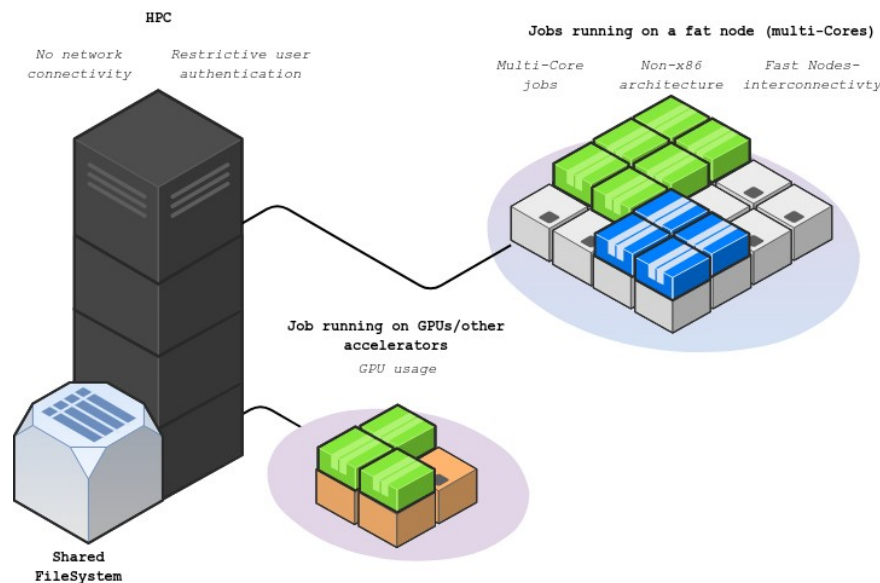 HPC
No network
connectivity
Restrictive user
authentication
Jobs running on a fat node (multi-Cores)
Multi-Core
jobs
Non-x86
architecture
Fast Nodes-
interconnectivty
Job running on GPUs/other
accelerators
GPU usage
Shared
FileSystem